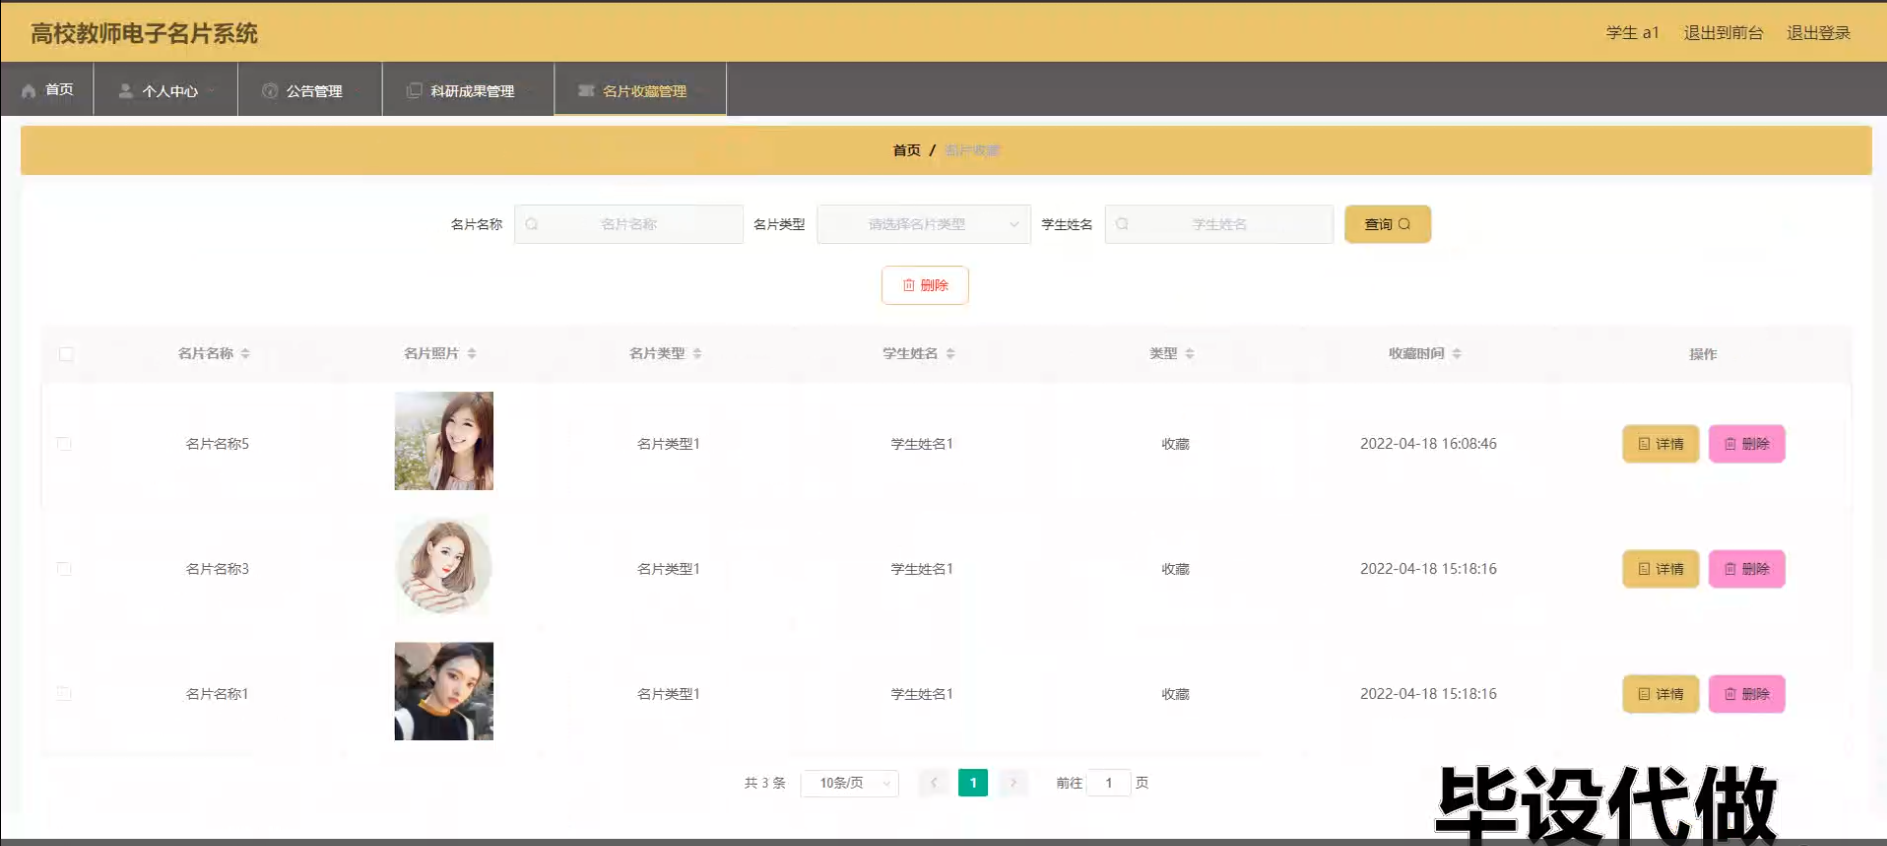 高校教师电子名片系统
学生 a1 退出到前台 退出登录
首页 个人中心 公告管理 科研成果管理 名片收藏管理
首页 / 名片收藏
名片名称 名片名称 名片类型 请选择名片类型 学生姓名 学生姓名 查询
删除
名片名称 名片照片 名片类型 学生姓名 类型 收藏时间 操作
名片名称5 名片类型1 学生姓名1 收藏 2022-04-18 16:08:46 详情 删除
名片名称3 名片类型1 学生姓名1 收藏 2022-04-18 15:18:16 详情 删除
名片名称1 名片类型1 学生姓名1 收藏 2022-04-18 15:18:16 详情 删除
共 3 条 10条/页 1 前往 1 页
毕设代做